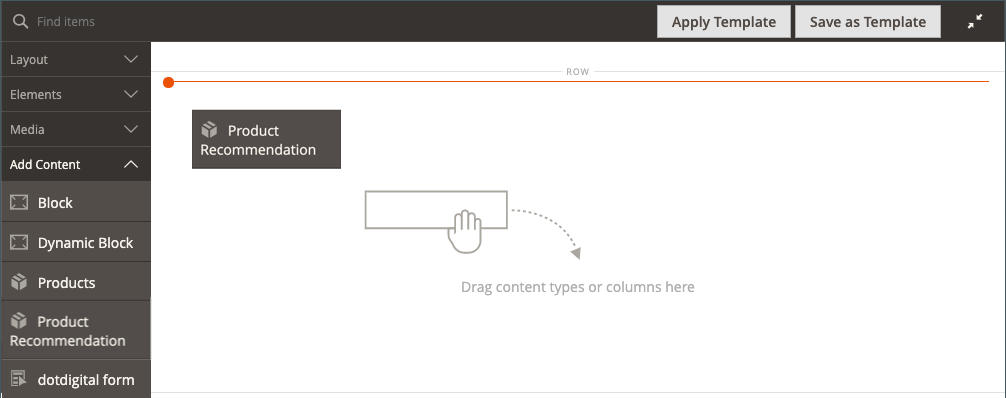 Find items
Apply Template
Save as Template
Layout
Elements
Media
Add Content
Block
Dynamic Block
Products
Product
Recommendation
dotdigital form
ROW
Product
Recommendation
Drag content types or columns here